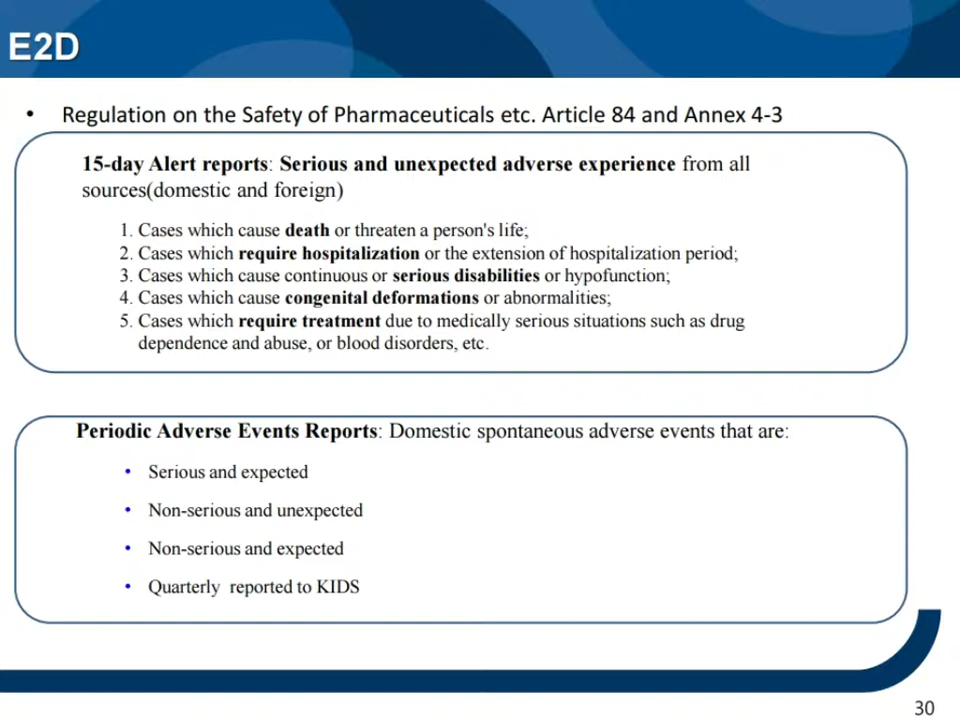 E2D
• Regulation on the Safety of Pharmaceuticals etc. Article 84 and Annex 4-3
15-day Alert reports: Serious and unexpected adverse experience from all
sources(domestic and foreign)
1. Cases which cause death or threaten a person's life;
2. Cases which require hospitalization or the extension of hospitalization period;
3. Cases which cause continuous or serious disabilities or hypofunction;
4. Cases which cause congenital deformations or abnormalities;
5. Cases which require treatment due to medically serious situations such as drug
dependence and abuse, or blood disorders, etc.
Periodic Adverse Events Reports: Domestic spontaneous adverse events that are:
• Serious and expected
• Non-serious and unexpected
• Non-serious and expected
• Quarterly reported to KIDS
30